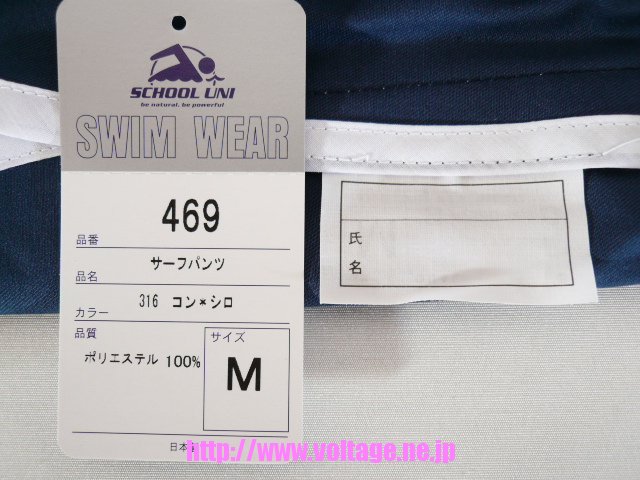 SCHOOL UNI
be natural. be powerful
SWIM WEAR
品番 469
品名 サーフパンツ
カラー 316 コン*シロ
品質
ポリエステル 100%
サイズ
M
日本
氏
名
http://www.voltage.ne.jp